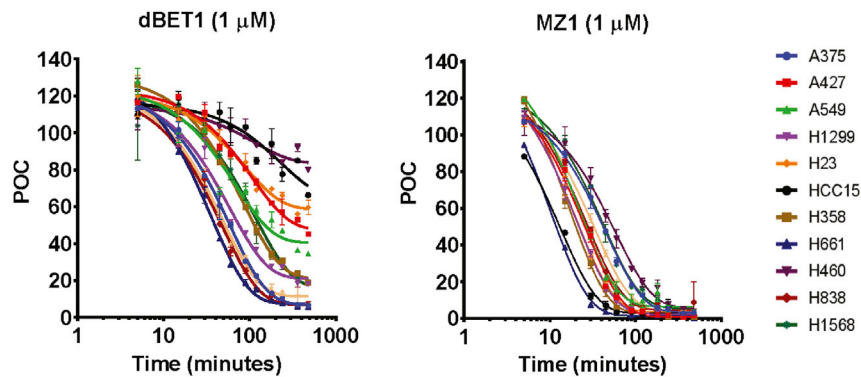 dBET1 (1 μM)
POC
140
120
100
80
60
40
20
0
1
10
100
1000
Time (minutes)
MZ1 (1 μM)
POC
140
120
100
80
60
40
20
0
1
10
100
1000
Time (minutes)
A375
A427
A549
H1299
H23
HCC15
H358
H661
H460
H838
H1568